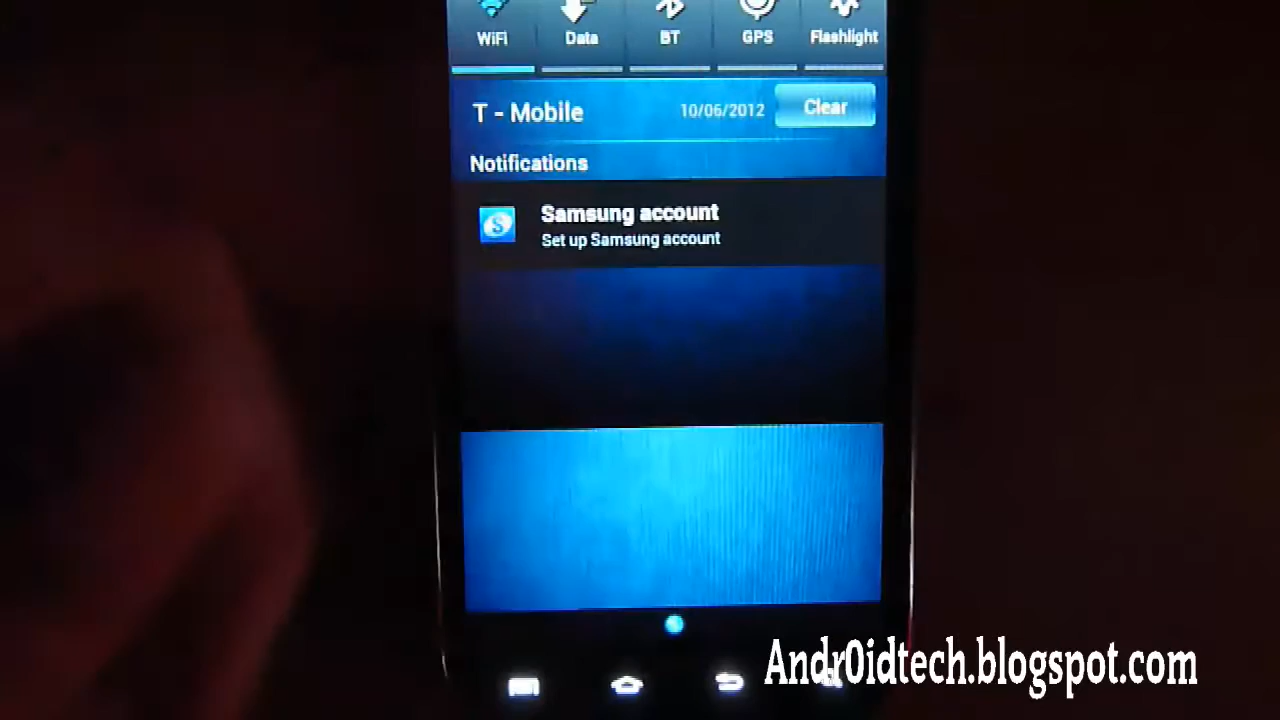 WiFi Data BT GPS Flashlight
T - Mobile 10/06/2012 Clear
Notifications
Samsung account
Set up Samsung account
Andr0idtech.blogspot.com